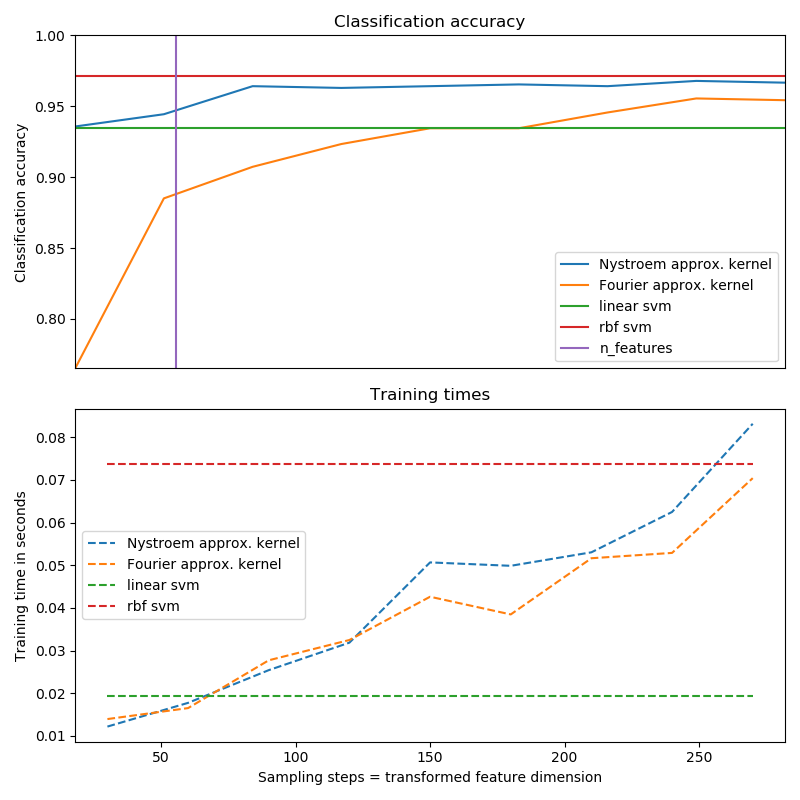 Classification accuracy
1.00
0.95
0.90
0.85
0.80
Classification accuracy
Nystroem approx. kernel
Fourier approx. kernel
linear svm
rbf svm
n_features
Training times
0.08
0.07
0.06
0.05
0.04
0.03
0.02
0.01
Training time in seconds
Nystroem approx. kernel
Fourier approx. kernel
linear svm
rbf svm
50 100 150 200 250
Sampling steps = transformed feature dimension